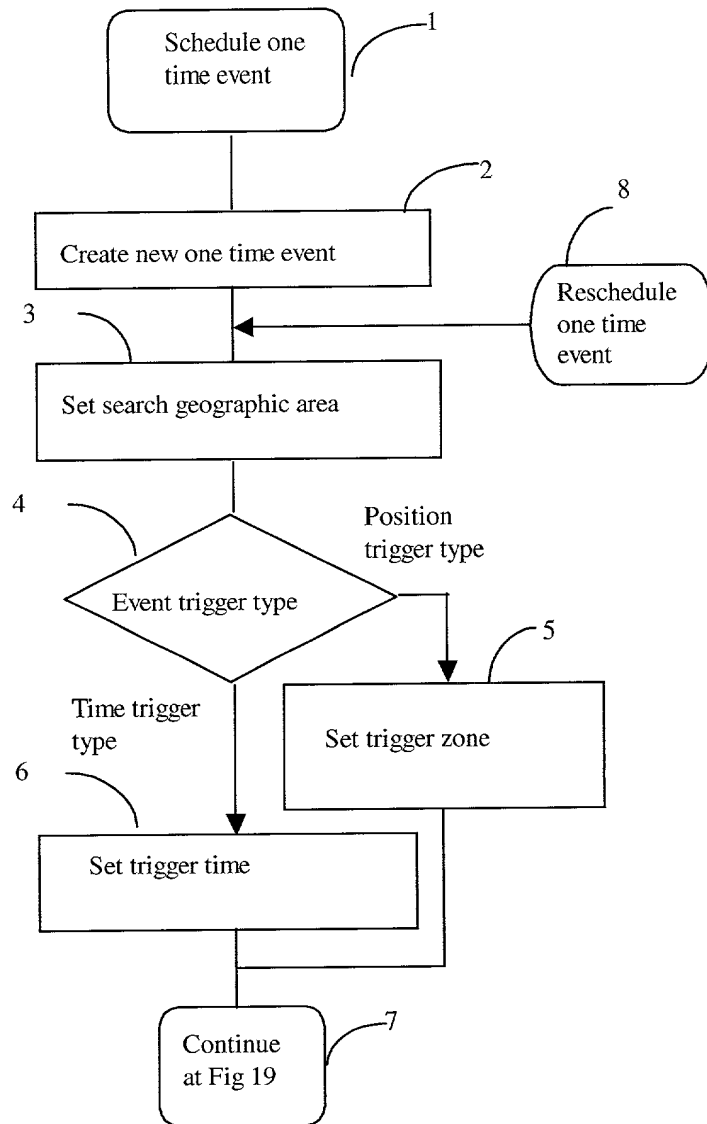 1
Schedule one
time event
2
Create new one time event
8
Reschedule
one time
event
3
Set search geographic area
4
Position
trigger type
Event trigger type
5
Set trigger zone
Time trigger
type
6
Set trigger time
7
Continue
at Fig 19